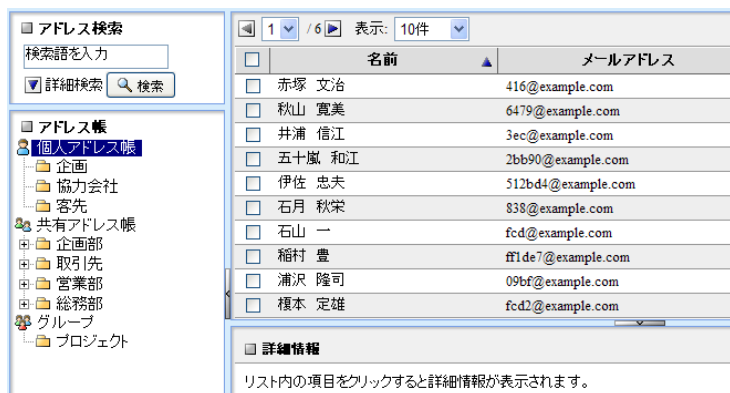 アドレス検索
検索語を入力
詳細検索 検索
アドレス帳
個人アドレス帳
企画
協力会社
客先
共有アドレス帳
企画部
取引先
営業部
総務部
グループ
プロジェクト
1 /6 表示: 10件
名前 メールアドレス
赤塚 文治 416@example.com
秋山 寛美 6479@example.com
井浦 信江 3ec@example.com
五十嵐 和江 2bb90@example.com
伊佐 忠夫 512bd4@example.com
石月 秋栄 838@example.com
石山 一 fcd@example.com
稲村 豊 ff1de7@example.com
浦沢 隆司 09bf@example.com
榎本 定雄 fcd2@example.com
詳細情報
リスト内の項目をクリックすると詳細情報が表示されます。